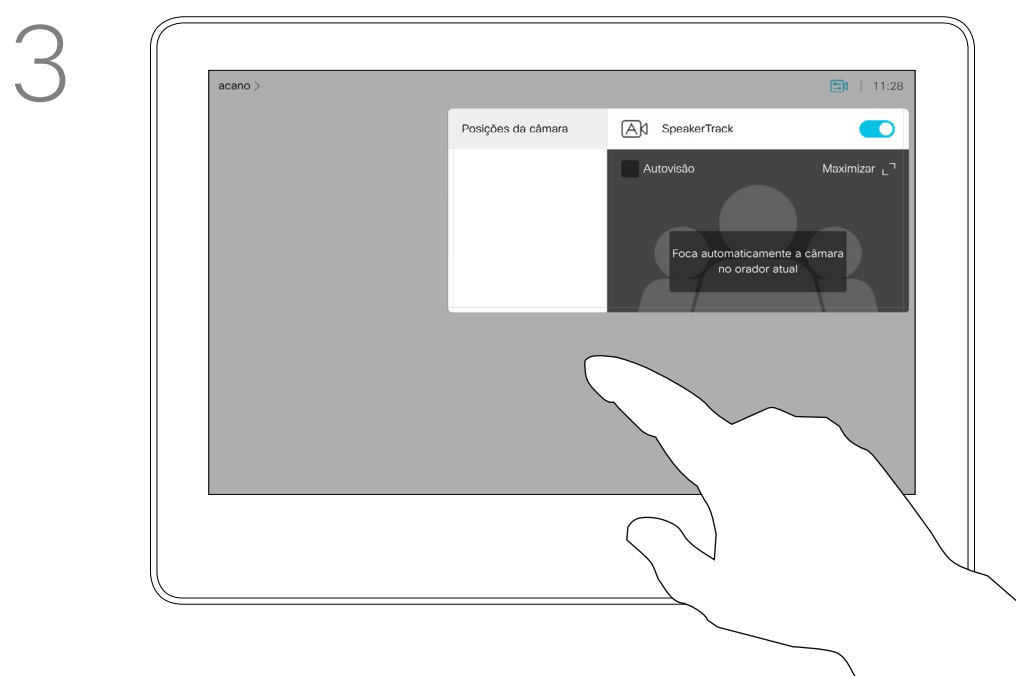 3
acano > | 11:28
Posições da câmara
SpeakerTrack
Autovisão Maximizar
Foca automaticamente a câmara
no orador atual